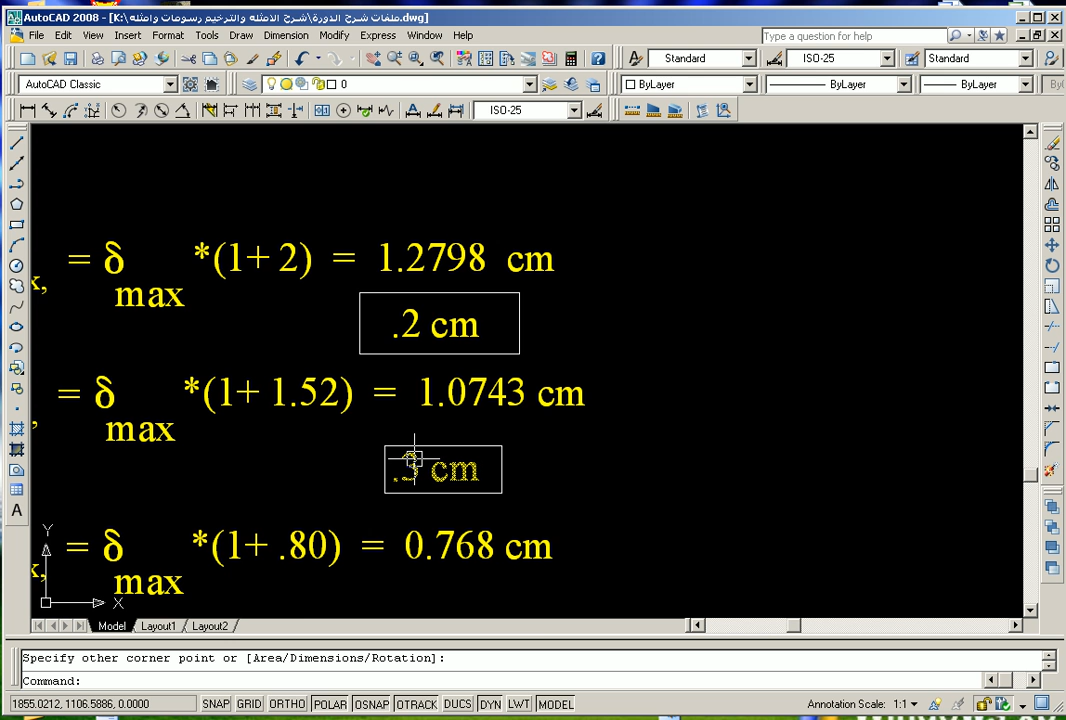 AutoCAD 2008 - [K:\ملفات شرح الدورة\شرح الامثله والترخيم رسومات وامثله.dwg]
File Edit View Insert Format Tools Draw Dimension Modify Express Window Help
Type a question for help
Standard ISO-25 Standard
AutoCAD Classic 0 ByLayer ByLayer ByLayer
ISO-25
= δ max *(1+ 2) = 1.2798 cm
.2 cm
= δ max *(1+ 1.52) = 1.0743 cm
.3 cm
= δ max *(1+ .80) = 0.768 cm
Y
X
Model Layout1 Layout2
Specify other corner point or [Area/Dimensions/Rotation]:
Command:
1855.0212, 1106.5886, 0.0000 SNAP GRID ORTHO POLAR OSNAP OTRACK DUCS DYN LWT MODEL Annotation Scale: 1:1